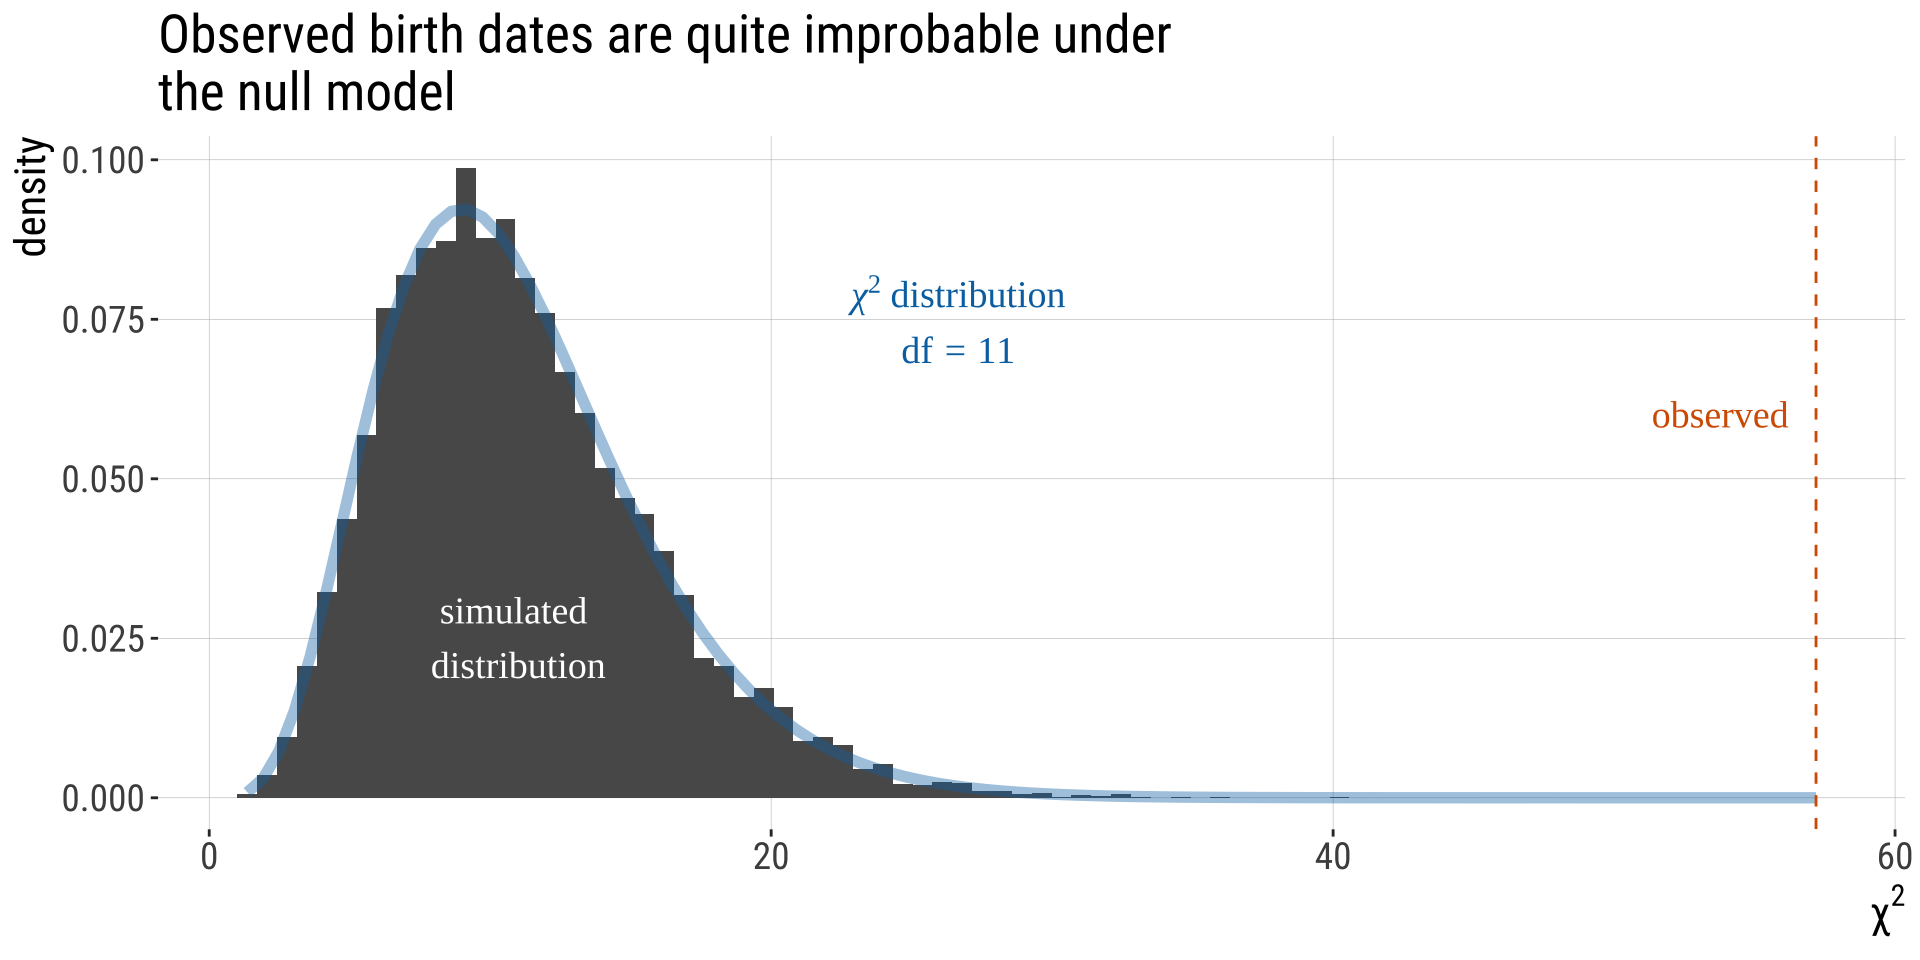 Observed birth dates are quite improbable under
the null model
density
0.100
0.075
0.050
0.025
0.000
χ² distribution
df = 11
observed
simulated
distribution
0 20 40 60
χ²